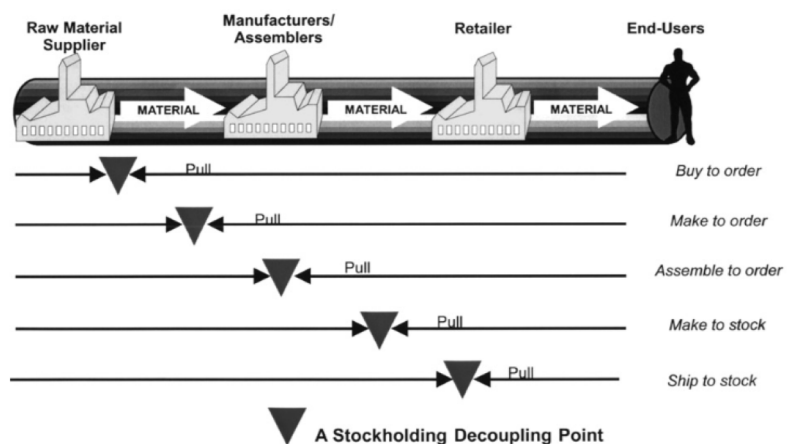 Raw Material
Supplier
Manufacturers/
Assemblers
Retailer
End-Users
MATERIAL
MATERIAL
MATERIAL
Pull
Buy to order
Pull
Make to order
Pull
Assemble to order
Pull
Make to stock
Pull
Ship to stock
A Stockholding Decoupling Point